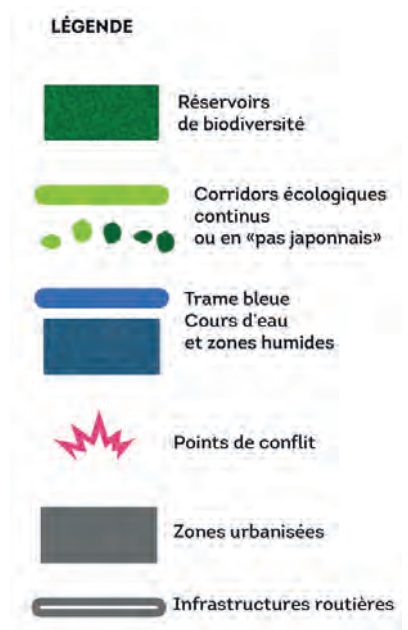 LÉGENDE
Réservoirs
de biodiversité
Corridors écologiques
continus
ou en «pas japonnais»
Trame bleue
Cours d'eau
et zones humides
Points de conflit
Zones urbanisées
Infrastructures routières